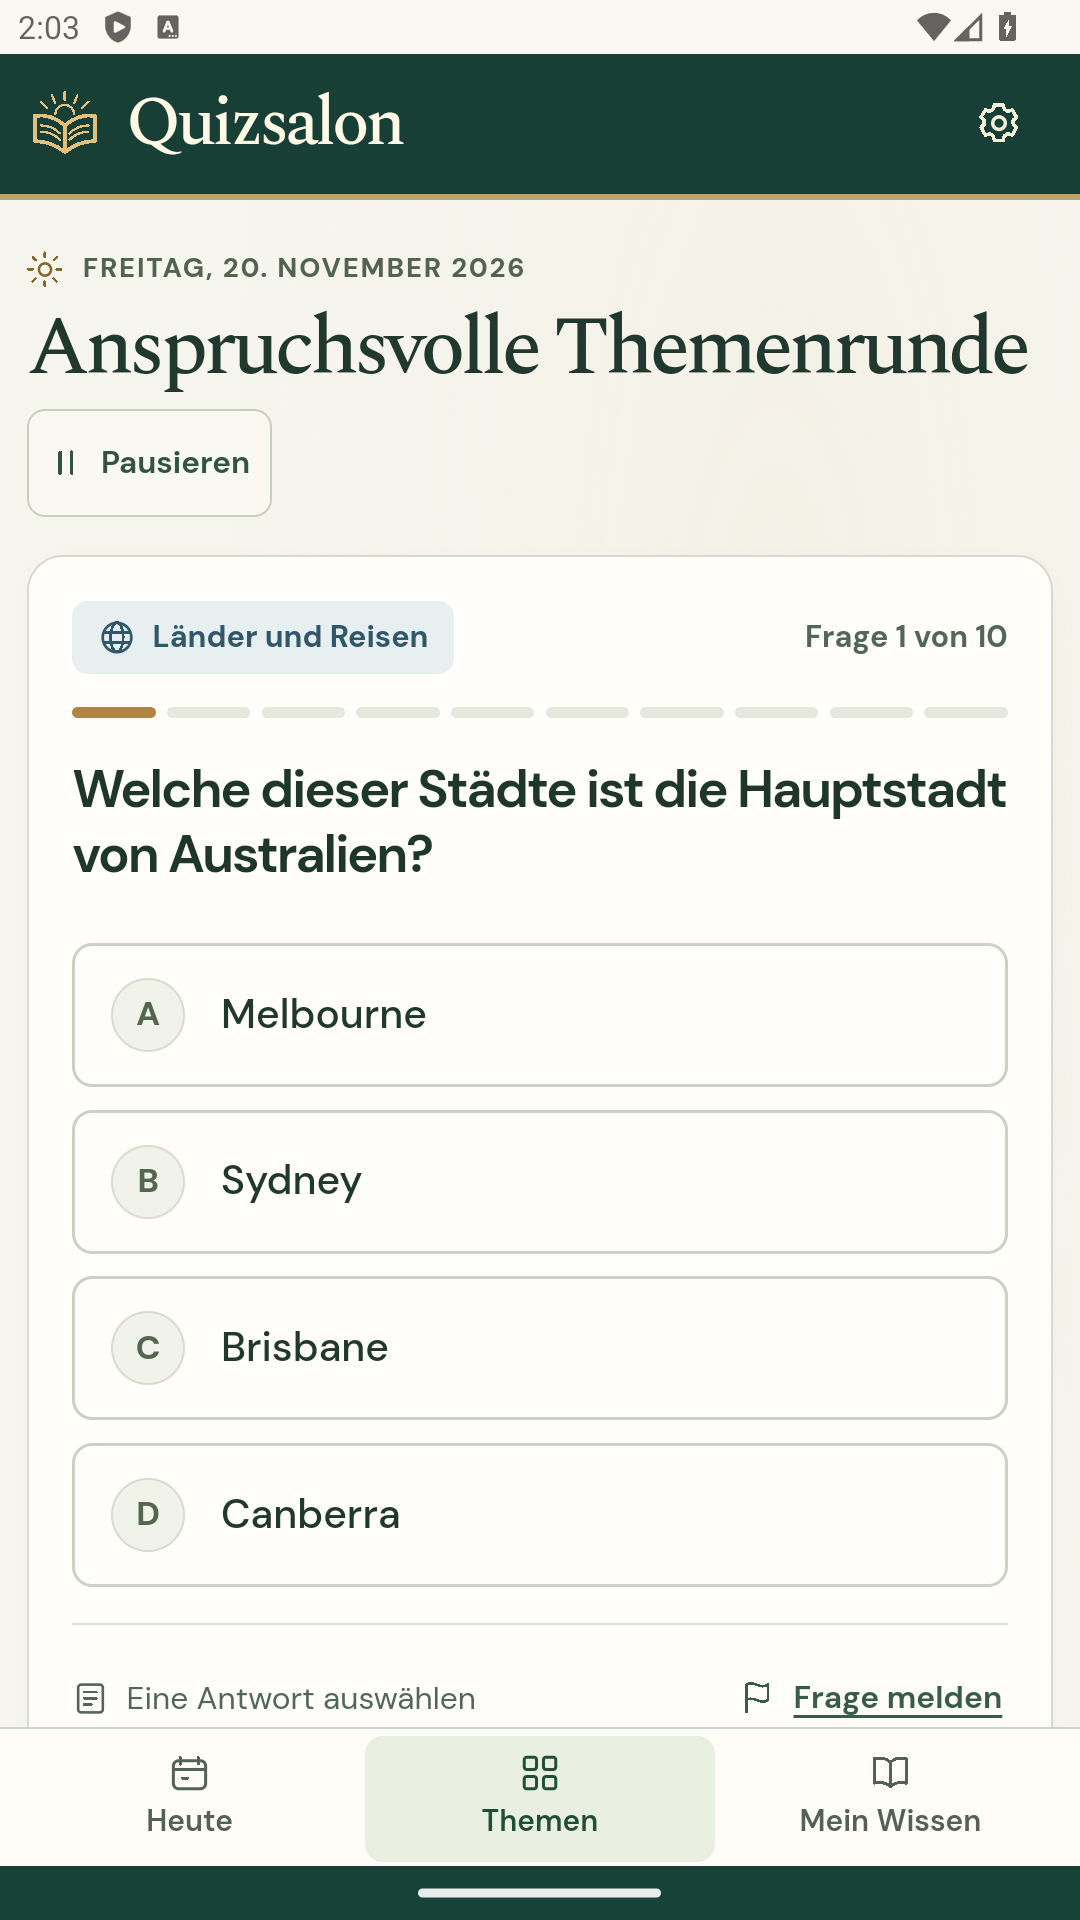 2:03
A
Quizsalon
FREITAG, 20. NOVEMBER 2026
Anspruchsvolle Themenrunde
Pausieren
Länder und Reisen
Frage 1 von 10
Welche dieser Städte ist die Hauptstadt
von Australien?
A Melbourne
B Sydney
C Brisbane
D Canberra
Eine Antwort auswählen
Frage melden
Heute
Themen
Mein Wissen